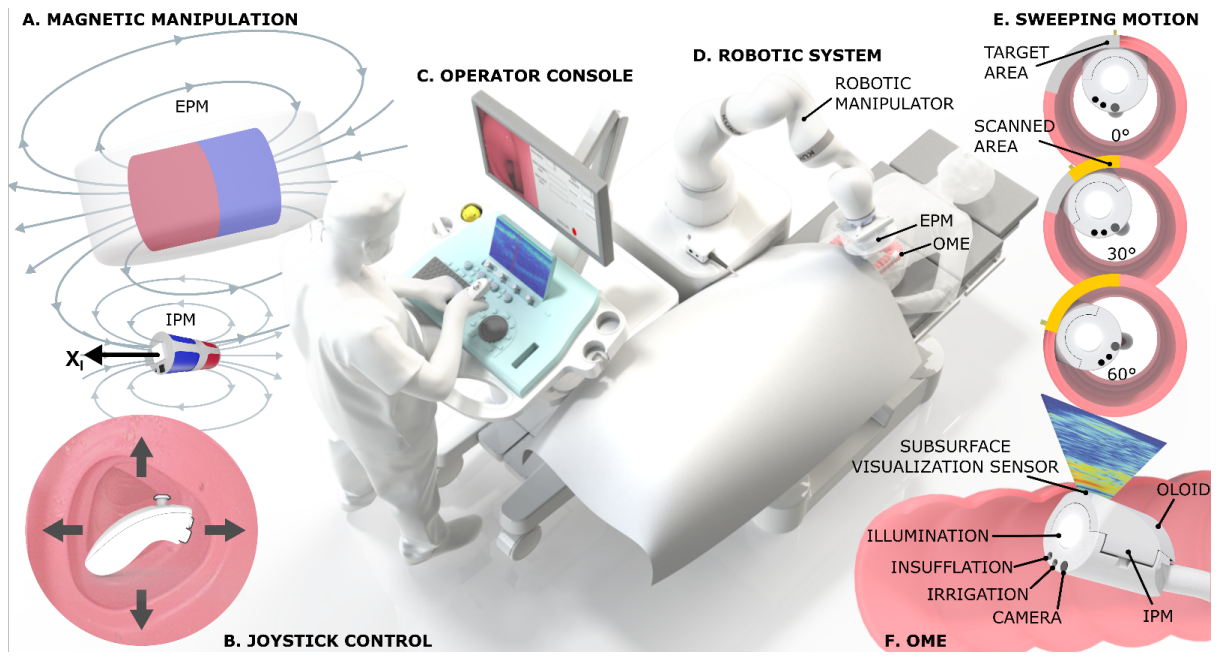 A. MAGNETIC MANIPULATION
EPM
IPM
X_I
B. JOYSTICK CONTROL
C. OPERATOR CONSOLE
D. ROBOTIC SYSTEM
ROBOTIC
MANIPULATOR
EPM
OME
E. SWEEPING MOTION
TARGET
AREA
0°
SCANNED
AREA
30°
60°
SUBSURFACE
VISUALIZATION SENSOR
OLOID
ILLUMINATION
INSUFFLATION
IRRIGATION
CAMERA
IPM
F. OME